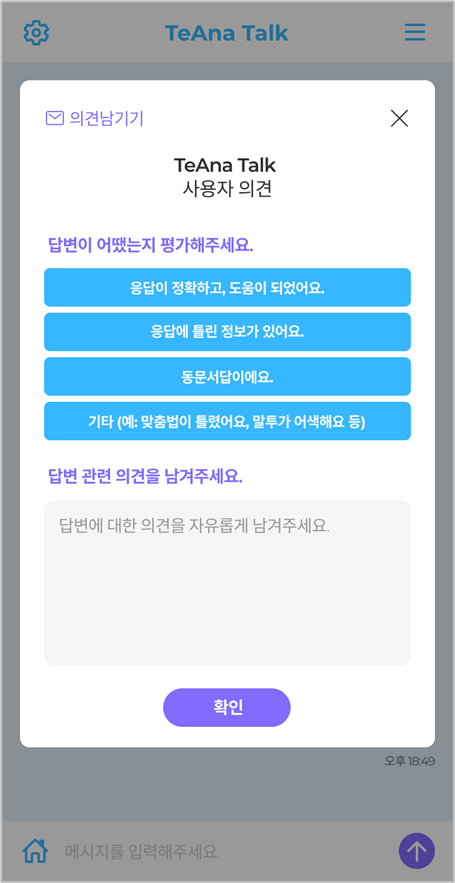 TeAna Talk
의견남기기
TeAna Talk
사용자 의견
답변이 어땠는지 평가해주세요.
응답이 정확하고, 도움이 되었어요.
응답에 틀린 정보가 있어요.
동문서답이에요.
기타 (예: 맞춤법이 틀렸어요, 말투가 어색해요 등)
답변 관련 의견을 남겨주세요.
답변에 대한 의견을 자유롭게 남겨주세요.
확인
오후 18:49
메시지를 입력해주세요.